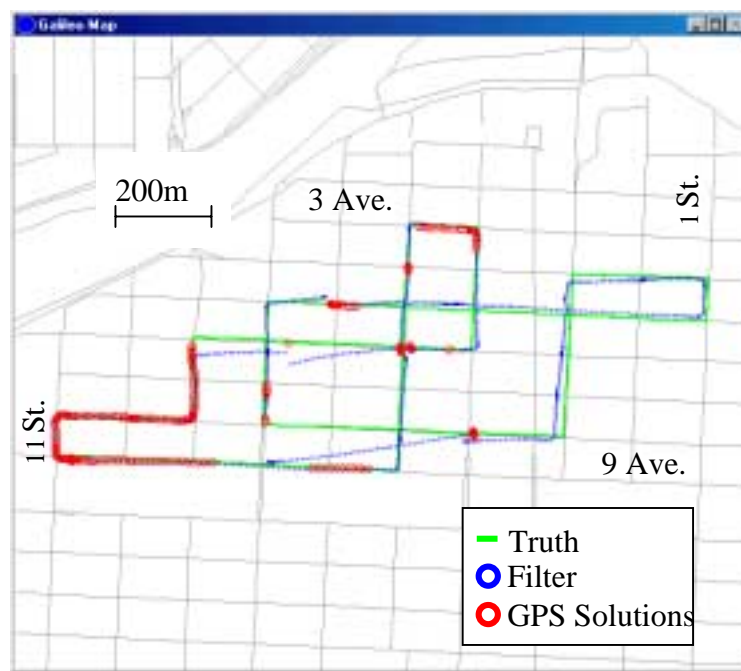 Galileo Map
200m
3 Ave.
1 St.
11 St.
9 Ave.
Truth
Filter
GPS Solutions